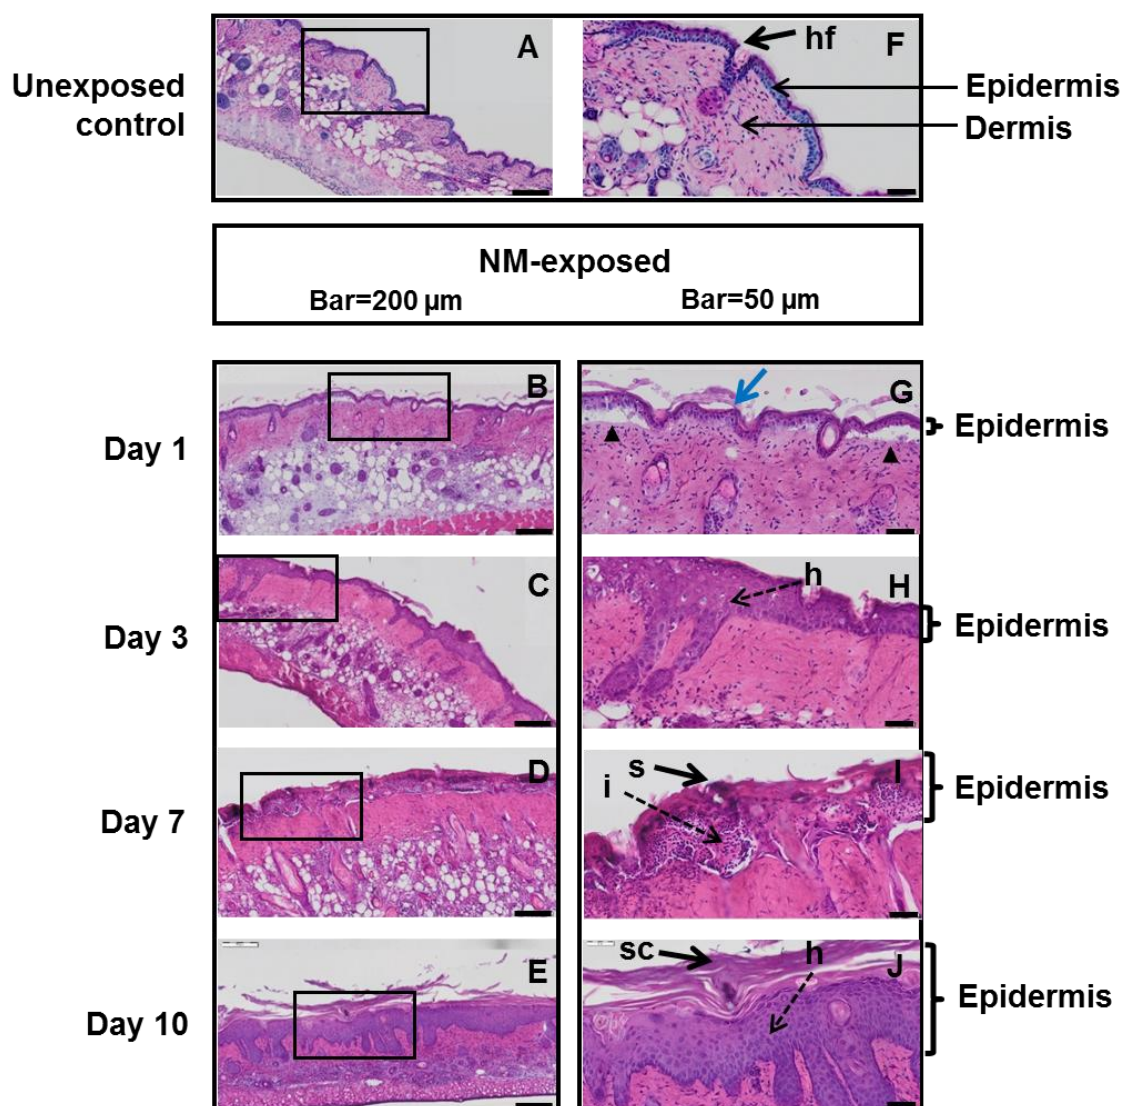 Unexposed
control
A
F
hf
Epidermis
Dermis
NM-exposed
Bar=200 µm
Bar=50 µm
Day 1
B
G
Epidermis
Day 3
C
h
H
Epidermis
Day 7
D
s
i
I
Epidermis
Day 10
E
sc
h
J
Epidermis